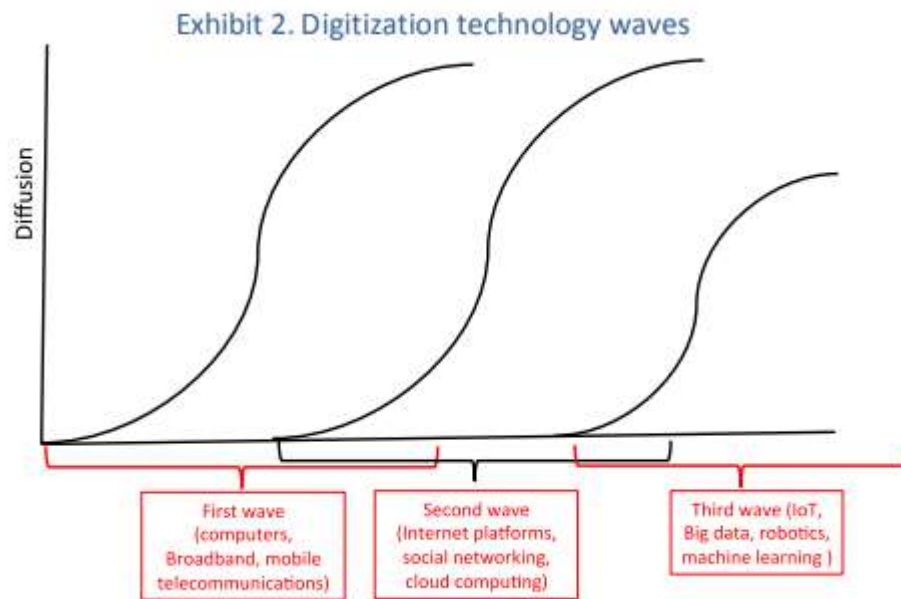 Exhibit 2. Digitization technology waves
Diffusion
First wave
(computers,
Broadband, mobile
telecommunications)
Second wave
(Internet platforms,
social networking,
cloud computing)
Third wave (IoT,
Big data, robotics,
machine learning )